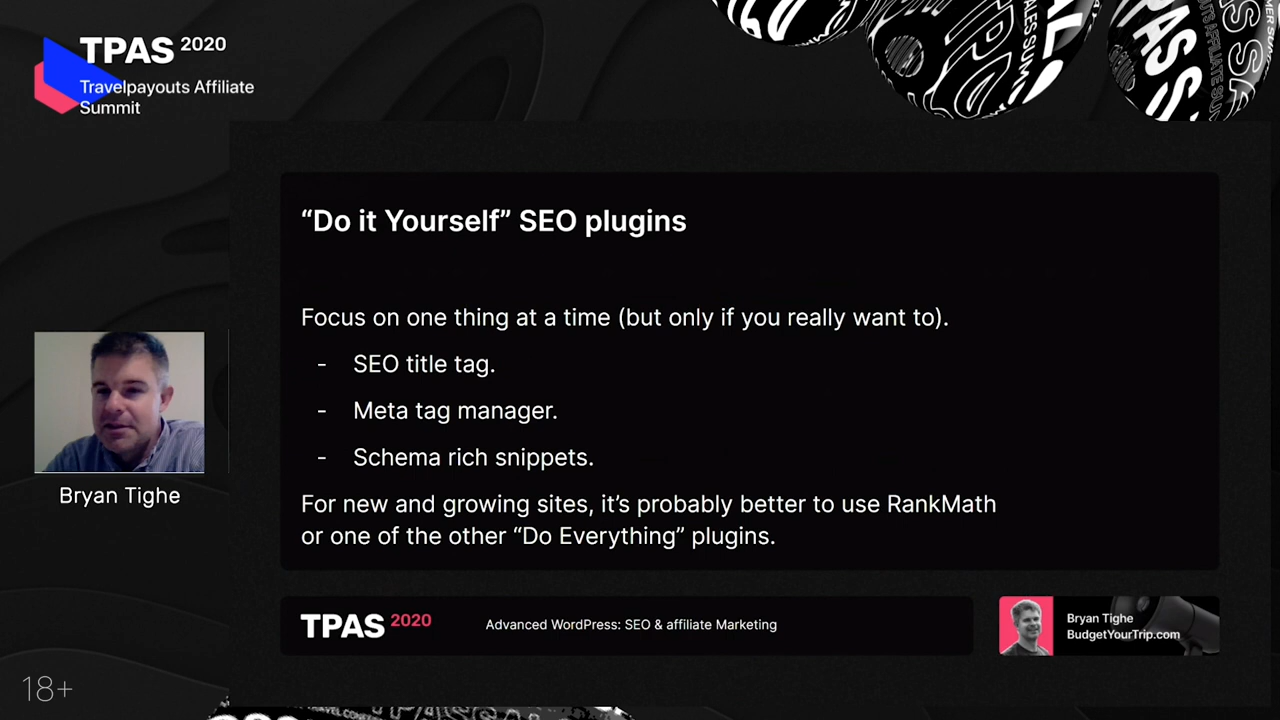 TPAS 2020
Travelpayouts Affiliate
Summit
“Do it Yourself” SEO plugins
Focus on one thing at a time (but only if you really want to).
- SEO title tag.
- Meta tag manager.
- Schema rich snippets.
For new and growing sites, it’s probably better to use RankMath
or one of the other “Do Everything” plugins.
Bryan Tighe
TPAS 2020
Advanced WordPress: SEO & affiliate Marketing
Bryan Tighe
BudgetYourTrip.com
18+